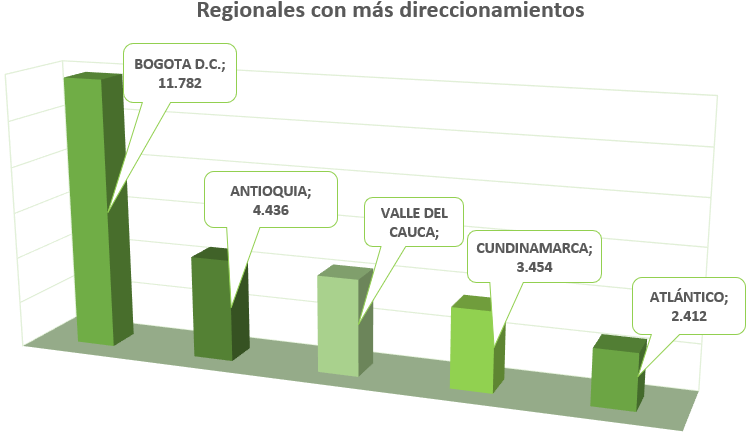 Regionales con más direccionamientos
BOGOTA D.C.;
11.782
ANTIOQUIA;
4.436
VALLE DEL
CAUCA;
CUNDINAMARCA;
3.454
ATLÁNTICO;
2.412